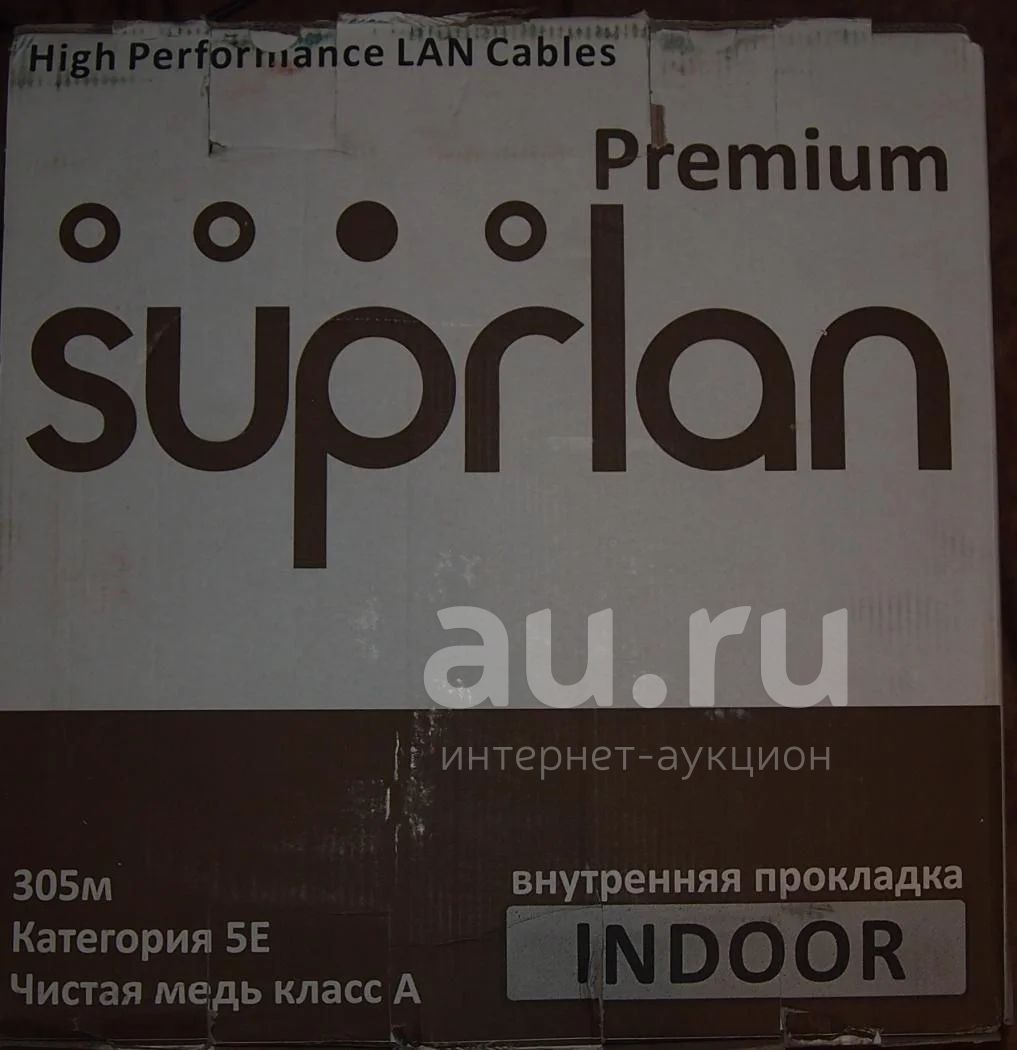 High Performance LAN Cables
Premium
suprlan
au.ru
интернет-аукцион
305м
Категория 5E
Чистая медь класс А
внутренняя прокладка
INDOOR